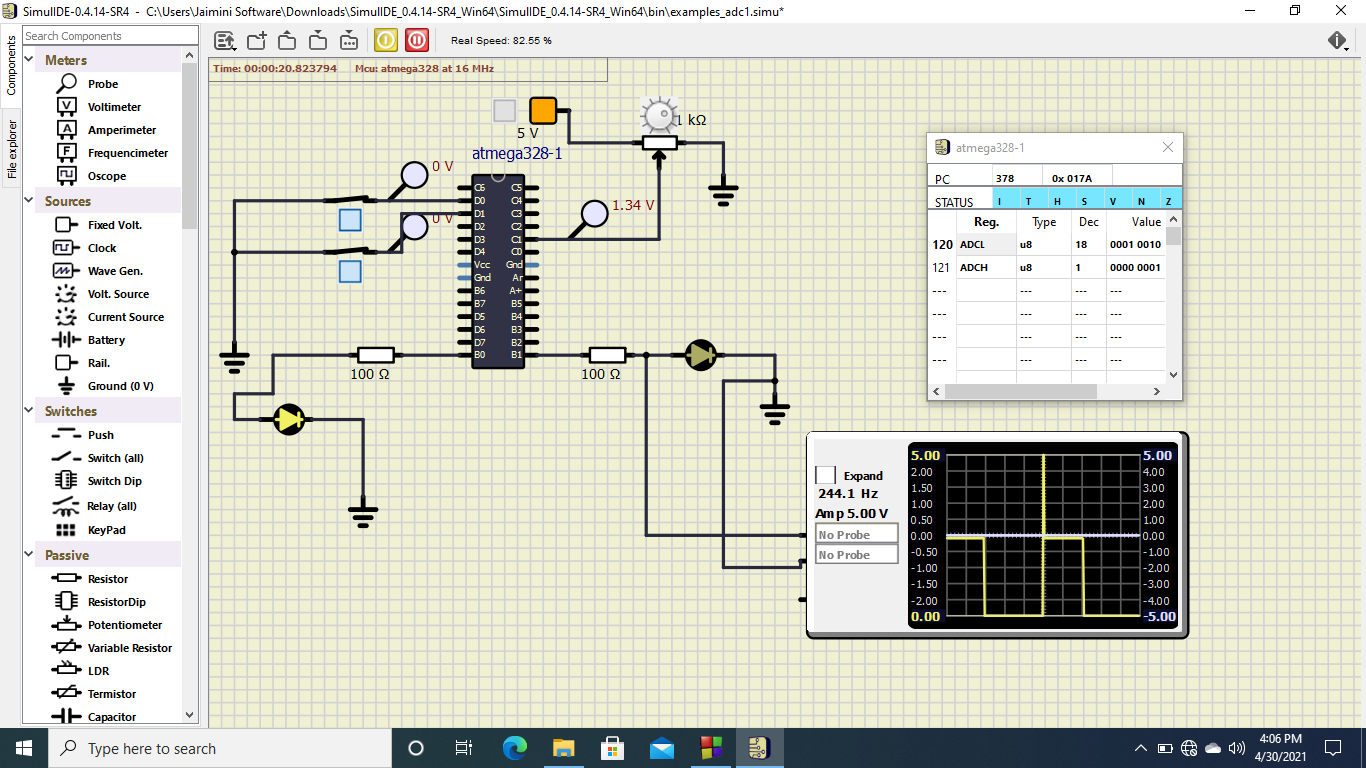 SimulIDE-0.4.14-SR4 - C:\Users\Jaimini Software\Downloads\SimulIDE_0.4.14-SR4_Win64\SimulIDE_0.4.14-SR4_Win64\bin\examples_adc1.simu*
Components
File explorer
Search Components
Meters
Probe
Voltimeter
Amperimeter
Frequencimeter
Oscope
Sources
Fixed Volt.
Clock
Wave Gen.
Volt. Source
Current Source
Battery
Rail.
Ground (0 V)
Switches
Push
Switch (all)
Switch Dip
Relay (all)
KeyPad
Passive
Resistor
ResistorDip
Potentiometer
Variable Resistor
LDR
Termistor
Capacitor
Real Speed: 82.55 %
Time: 00:00:20.823794 Mcu: atmega328 at 16 MHz
5 V
1 kΩ
atmega328-1
0 V
0 V
1.34 V
C6 C5
D0 C4
D1 C3
D2 C2
D3 C1
D4 C0
Vcc Gnd
Gnd Ar
B6 A+
B7 B5
D5 B4
D6 B3
D7 B2
B0 B1
100 Ω
100 Ω
atmega328-1
PC 378 0x 017A
STATUS I T H S V N Z
Reg. Type Dec Value
120 ADCL u8 18 0001 0010
121 ADCH u8 1 0000 0001
--- --- --- ---
--- --- --- ---
--- --- --- ---
--- --- --- ---
Expand
244.1 Hz
Amp 5.00 V
No Probe
No Probe
5.00 5.00
2.00 4.00
1.50 3.00
1.00 2.00
0.50 1.00
0.00 0.00
-0.50 -1.00
-1.00 -2.00
-1.50 -3.00
-2.00 -4.00
0.00 -5.00
Type here to search
4:06 PM
4/30/2021